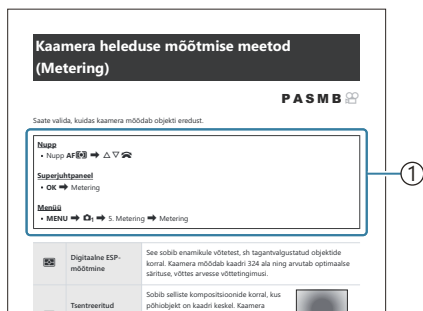 Kaamera heleduse mõõtmise meetod
(Metering)
PASMB
Saate valida, kuidas kaamera mõõdab objekti eredust.
Nupp
• Nupp AF ➡ △▽
Superjuhtpaneel
• OK ➡ Metering
Menüü
• MENU ➡ 1 ➡ 5. Metering ➡ Metering
1
Digitaalne ESP-
mõõtmine
See sobib enamikule võtetest, sh tagantvalgustatud objektide
korral. Kaamera mõõdab kaadri 324 ala ning arvutab optimaalse
särituse, võttes arvesse võttetingimusi.
Tsentreeritud
Sobib selliste kompositsioonide korral, kus
põhiobjekt on kaadri keskel. Kaamera